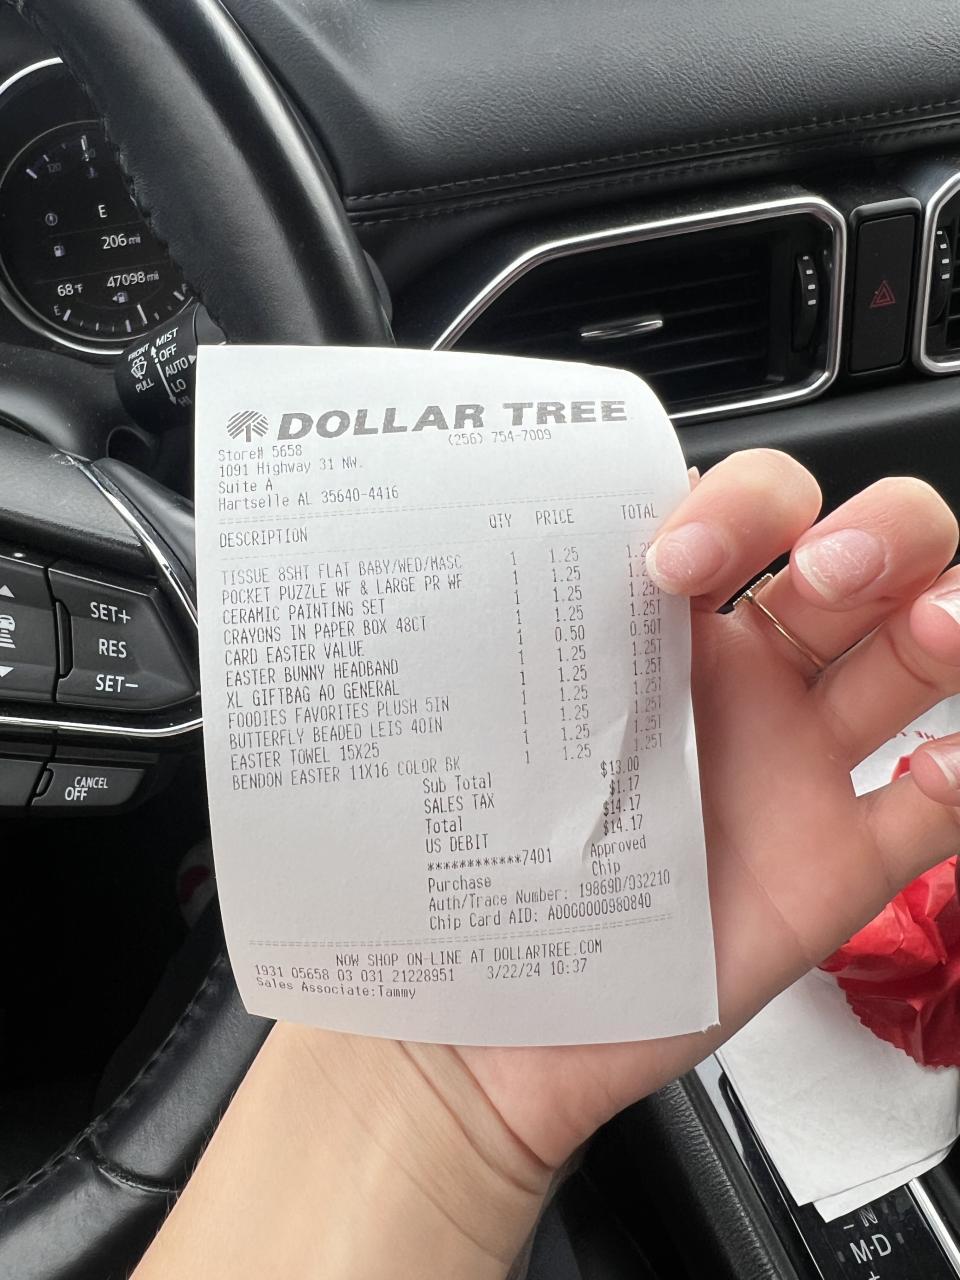 E
206 mi
68°F 47098 mi
E F
FRONT
MIST
OFF
AUTO
LO
HI
PULL
SET+
RES
SET−
CANCEL
OFF
DOLLAR TREE
(256) 754-7009
Store# 5658
1091 Highway 31 NW.
Suite A
Hartselle AL 35640-4416
DESCRIPTION QTY PRICE TOTAL
TISSUE 8SHT FLAT BABY/WED/MASC 1 1.25
POCKET PUZZLE WF & LARGE PR WF 1 1.25
CERAMIC PAINTING SET 1 1.25 1.25T
CRAYONS IN PAPER BOX 48CT 1 1.25 1.25T
CARD EASTER VALUE 1 0.50 0.50T
EASTER BUNNY HEADBAND 1 1.25 1.25T
XL GIFTBAG AO GENERAL 1 1.25 1.25T
FOODIES FAVORITES PLUSH 5IN 1 1.25 1.25T
BUTTERFLY BEADED LEIS 40IN 1 1.25 1.25T
EASTER TOWEL 15X25 1 1.25 1.25T
BENDON EASTER 11X16 COLOR BK 1 1.25 1.25T
Sub Total $13.00
SALES TAX $1.17
Total $14.17
US DEBIT $14.17
************7401 Approved
Purchase Chip
Auth/Trace Number: 19869D/032210
Chip Card AID: A0000000980840
NOW SHOP ON-LINE AT DOLLARTREE.COM
1931 05658 03 031 21228951 3/22/24 10:37
Sales Associate:Tammy
N
M-D
+